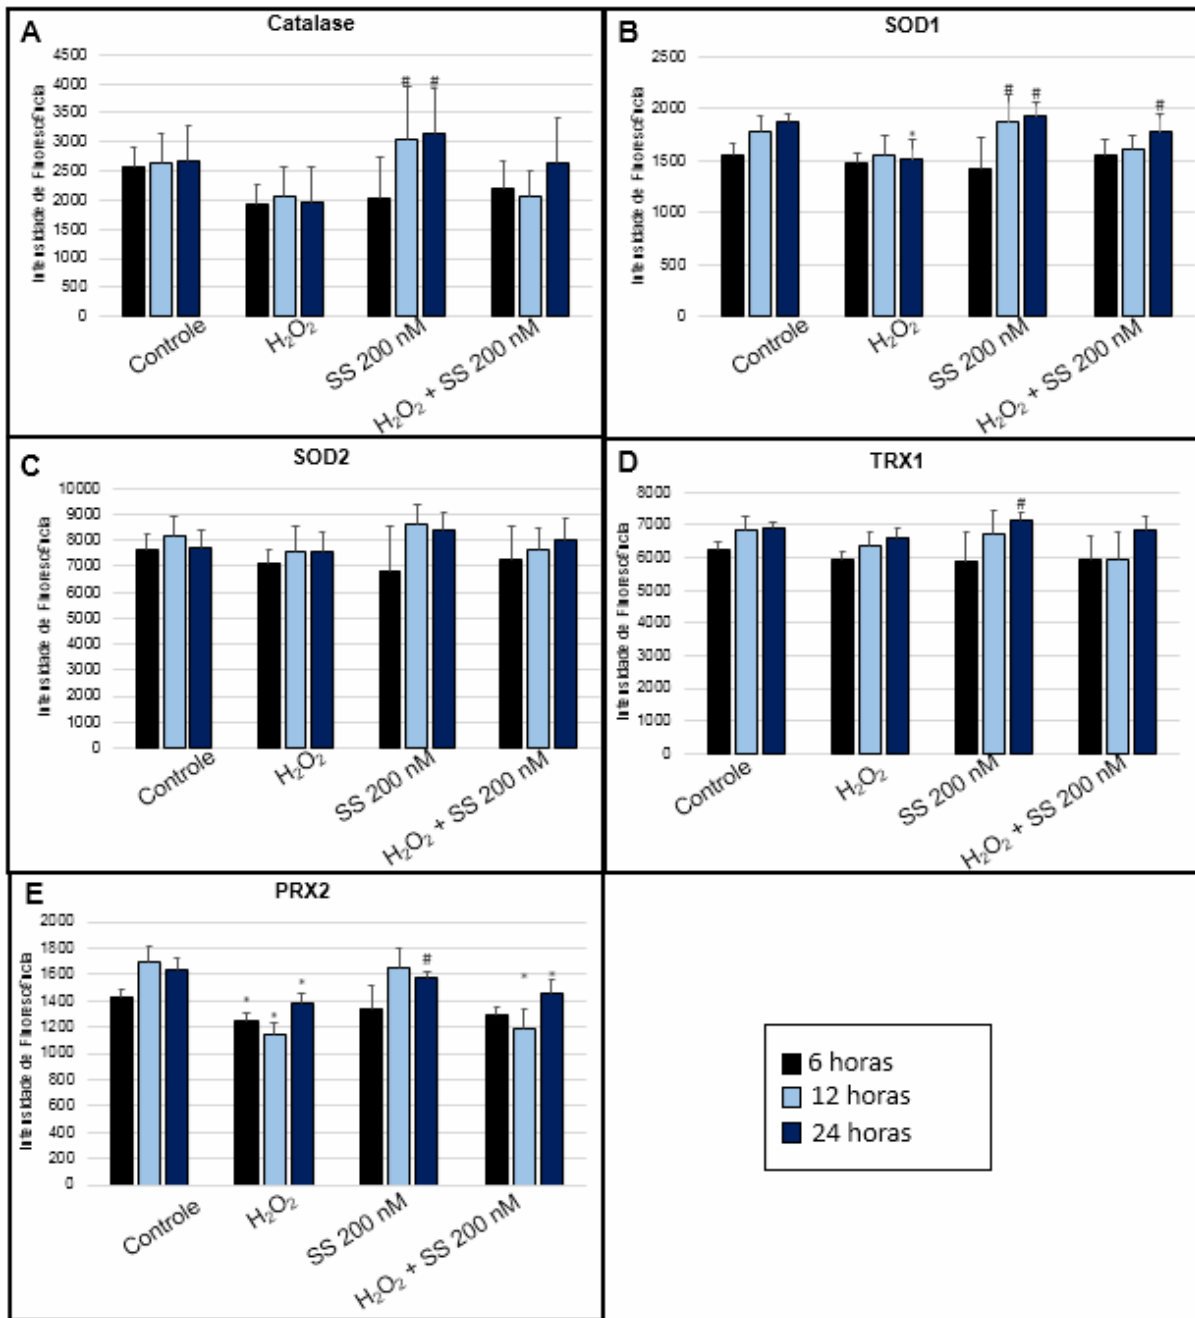 A
Catalase
Intensidade de Fluorescência
4500
4000
3500
3000
2500
2000
1500
1000
500
0
# #
Controle
H₂O₂
SS 200 nM
H₂O₂ + SS 200 nM
B
SOD1
Intensidade de Fluorescência
2500
2000
1500
1000
500
0
* # # #
Controle
H₂O₂
SS 200 nM
H₂O₂ + SS 200 nM
C
SOD2
Intensidade de Fluorescência
10000
9000
8000
7000
6000
5000
4000
3000
2000
1000
0
Controle
H₂O₂
SS 200 nM
H₂O₂ + SS 200 nM
D
TRX1
Intensidade de Fluorescência
8000
7000
6000
5000
4000
3000
2000
1000
0
#
Controle
H₂O₂
SS 200 nM
H₂O₂ + SS 200 nM
E
PRX2
Intensidade de Fluorescência
2000
1800
1600
1400
1200
1000
800
600
400
200
0
* * * # * *
Controle
H₂O₂
SS 200 nM
H₂O₂ + SS 200 nM
6 horas
12 horas
24 horas